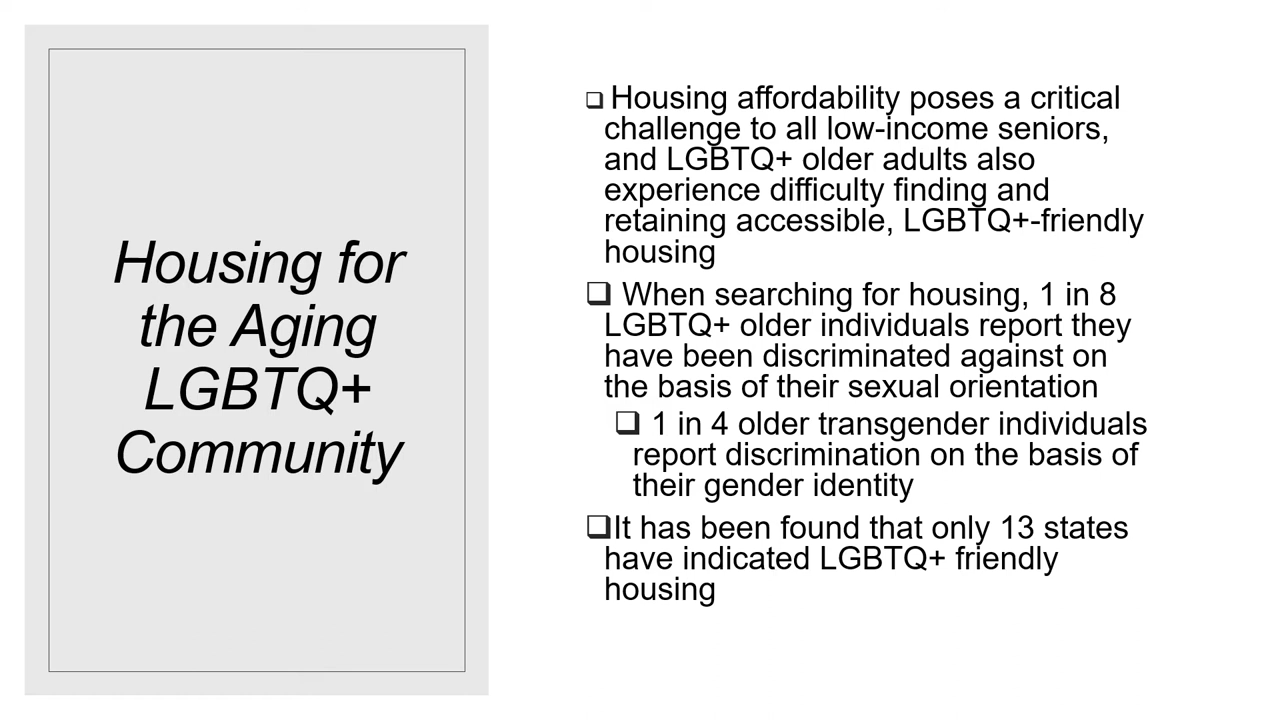 Housing for
the Aging
LGBTQ+
Community
❑ Housing affordability poses a critical
challenge to all low-income seniors,
and LGBTQ+ older adults also
experience difficulty finding and
retaining accessible, LGBTQ+-friendly
housing
❑ When searching for housing, 1 in 8
LGBTQ+ older individuals report they
have been discriminated against on
the basis of their sexual orientation
❑ 1 in 4 older transgender individuals
report discrimination on the basis of
their gender identity
❑It has been found that only 13 states
have indicated LGBTQ+ friendly
housing